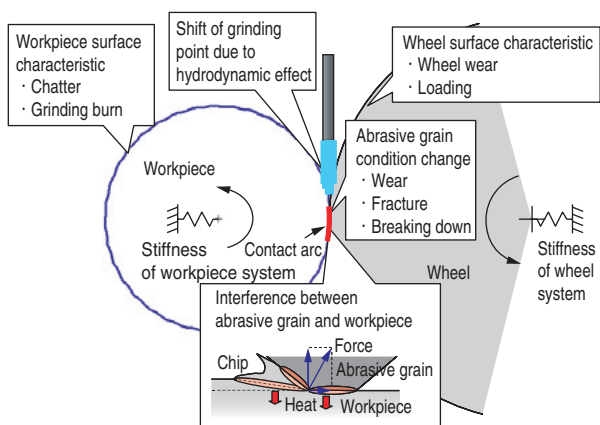 Workpiece surface
characteristic
· Chatter
· Grinding burn
Shift of grinding
point due to
hydrodynamic effect
Wheel surface characteristic
· Wheel wear
· Loading
Abrasive grain
condition change
· Wear
· Fracture
· Breaking down
Workpiece
Stiffness
of workpiece system
Contact arc
Wheel
Stiffness
of wheel
system
Interference between
abrasive grain and workpiece
Force
Chip
Abrasive grain
Heat
Workpiece